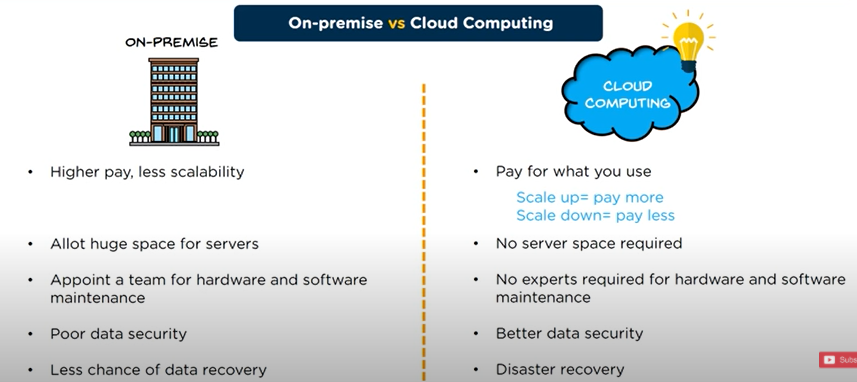 On-premise vs Cloud Computing
ON-PREMISE
• Higher pay, less scalability
• Allot huge space for servers
• Appoint a team for hardware and software
maintenance
• Poor data security
• Less chance of data recovery
CLOUD
COMPUTING
• Pay for what you use
Scale up= pay more
Scale down= pay less
• No server space required
• No experts required for hardware and software
maintenance
• Better data security
• Disaster recovery
Subs